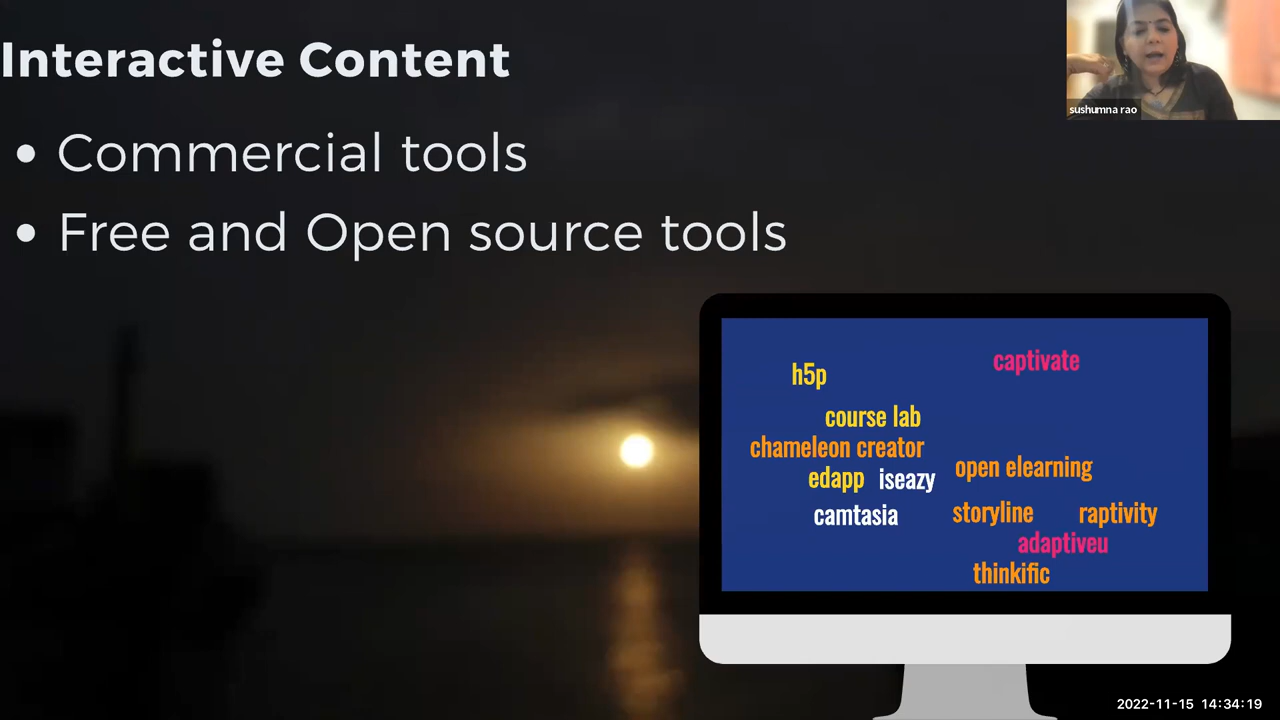 Interactive Content
sushumna rao
• Commercial tools
• Free and Open source tools
captivate
h5p
course lab
chameleon creator
open elearning
edapp iseazy
camtasia
storyline raptivity
adaptiveu
thinkific
2022-11-15 14:34:19